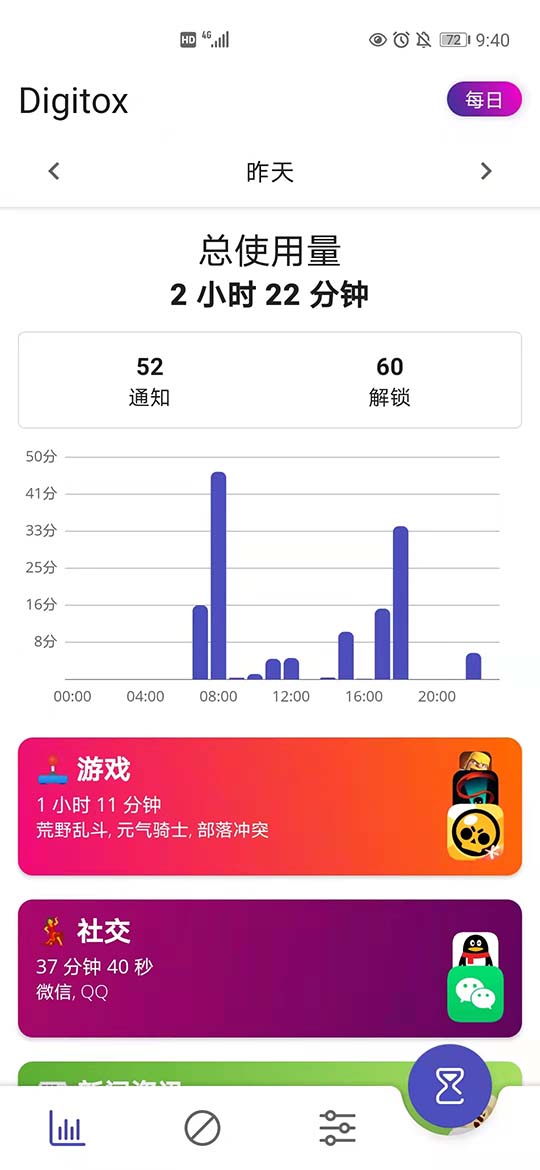 HD 4G 72 9:40
Digitox
每日
昨天
总使用量
2 小时 22 分钟
52 60
通知 解锁
50分
41分
33分
25分
16分
8分
00:00 04:00 08:00 12:00 16:00 20:00
游戏
1 小时 11 分钟
荒野乱斗, 元气骑士, 部落冲突
社交
37 分钟 40 秒
微信, QQ